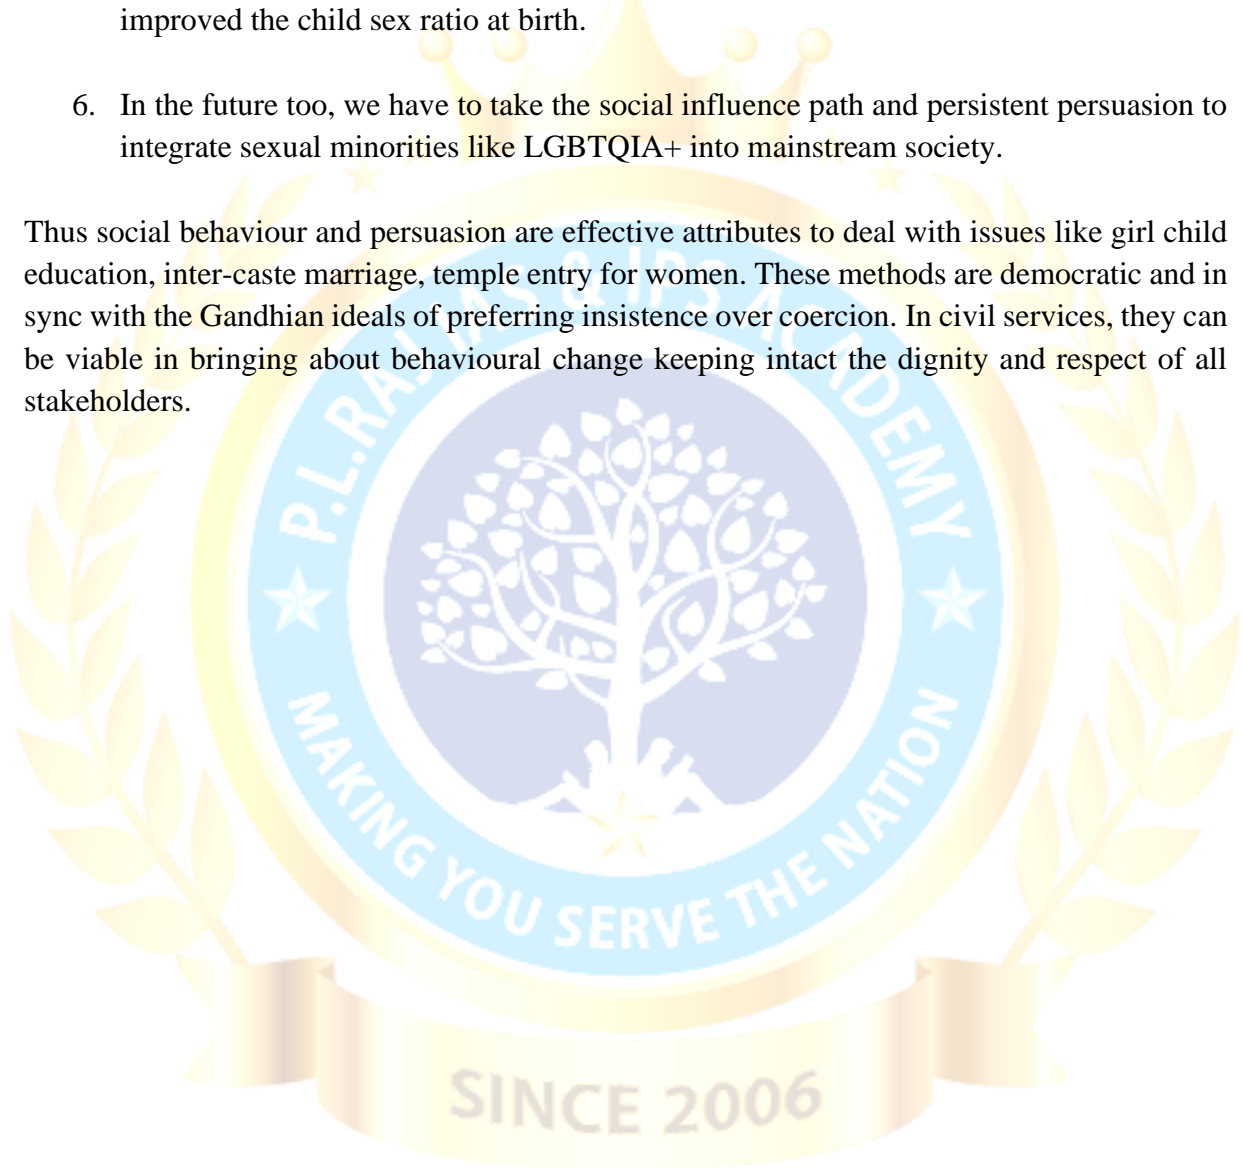 improved the child sex ratio at birth.
6. In the future too, we have to take the social influence path and persistent persuasion to
integrate sexual minorities like LGBTQIA+ into mainstream society.
Thus social behaviour and persuasion are effective attributes to deal with issues like girl child
education, inter-caste marriage, temple entry for women. These methods are democratic and in
sync with the Gandhian ideals of preferring insistence over coercion. In civil services, they can
be viable in bringing about behavioural change keeping intact the dignity and respect of all
stakeholders.
P.L.RAJ IAS & IPS ACADEMY
MAKING YOU SERVE THE NATION
SINCE 2006